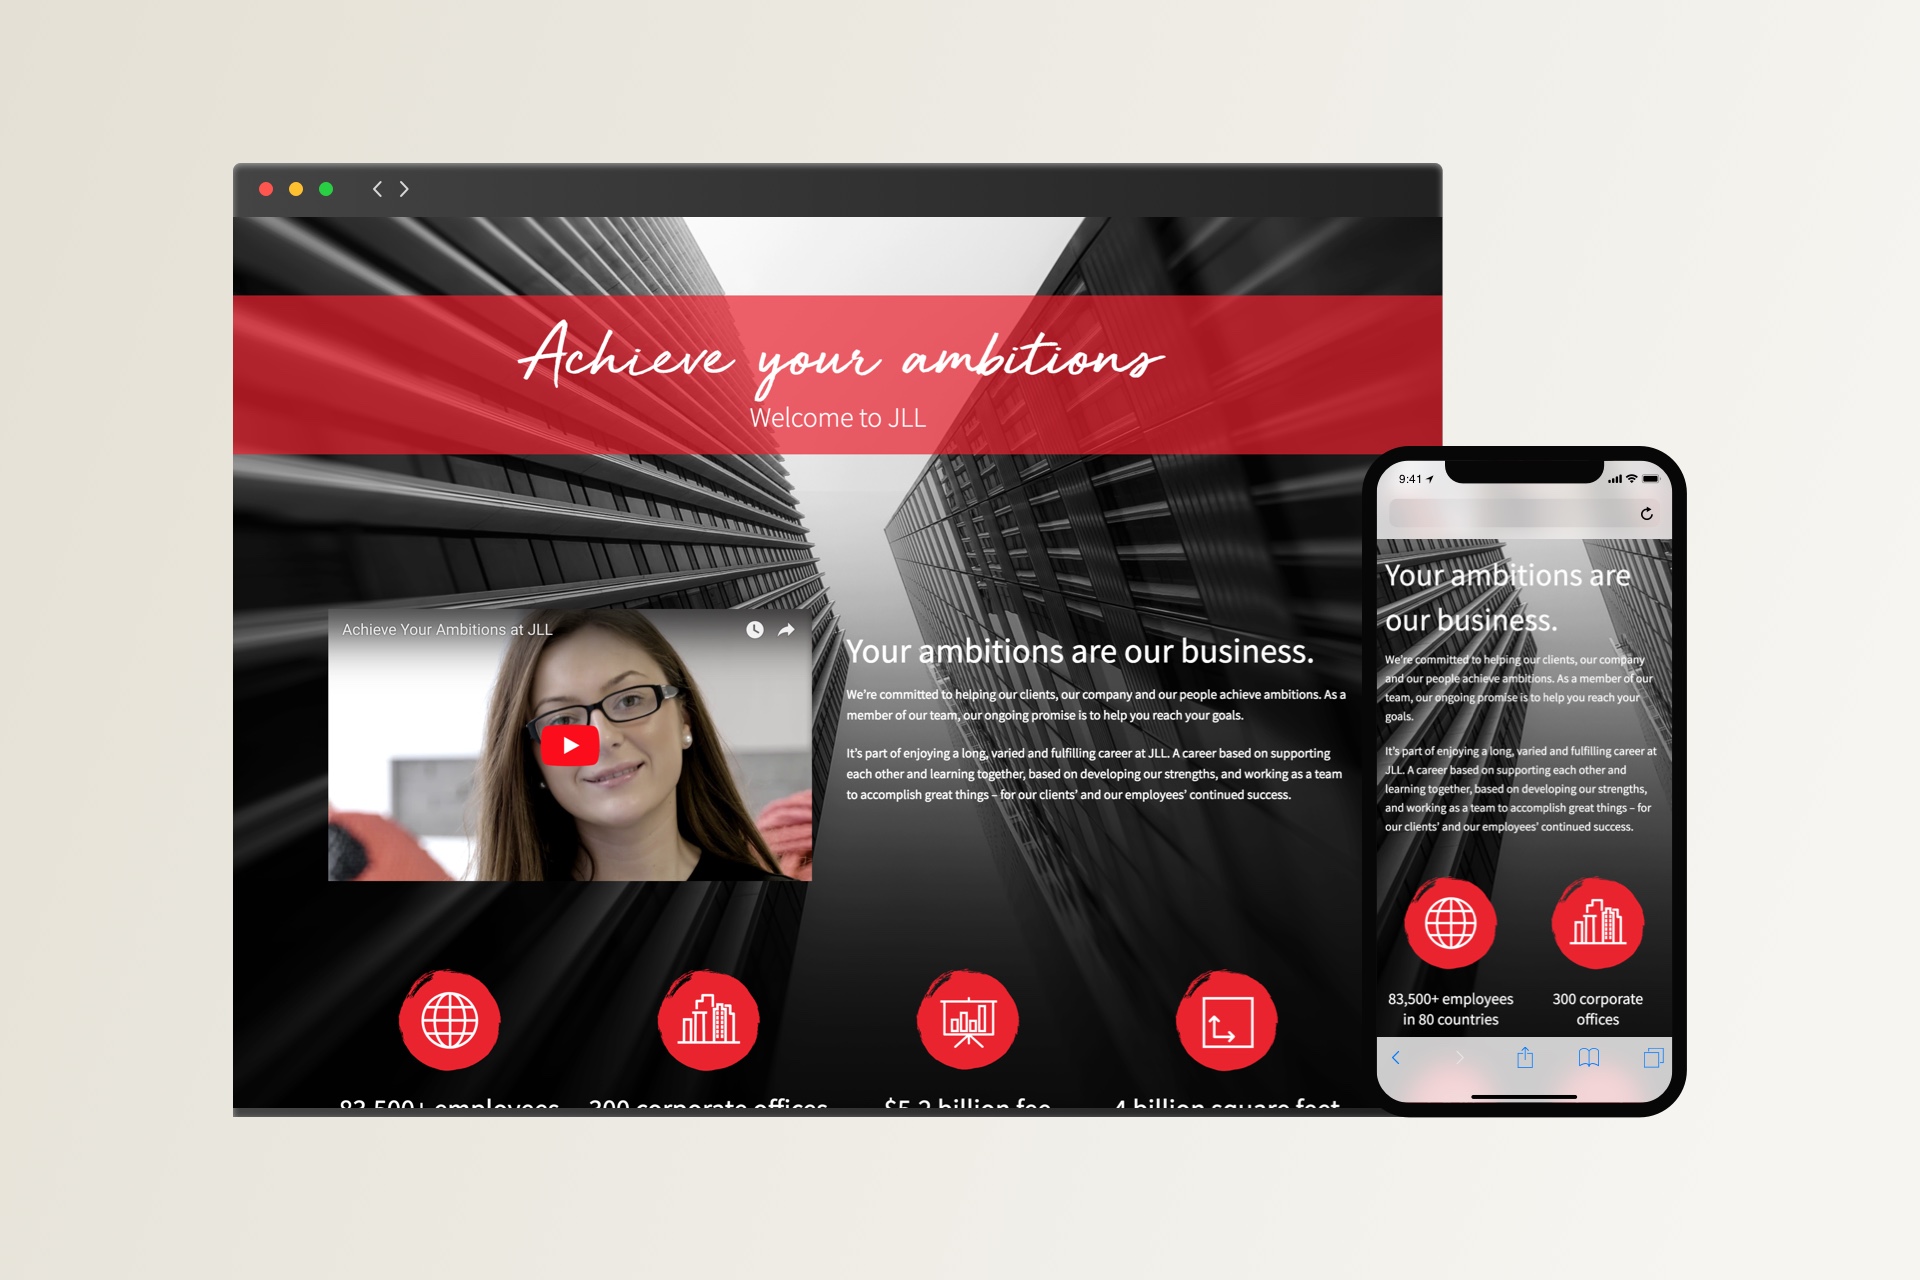 Achieve your ambitions
Welcome to JLL
Achieve Your Ambitions at JLL
Your ambitions are our business.
We’re committed to helping our clients, our company and our people achieve ambitions. As a
member of our team, our ongoing promise is to help you reach your goals.
It’s part of enjoying a long, varied and fulfilling career at JLL. A career based on supporting
each other and learning together, based on developing our strengths, and working as a team
to accomplish great things – for our clients’ and our employees’ continued success.
83,500+ employees
300 corporate offices
$5.2 billion fee
4 billion square feet
9:41
Your ambitions are
our business.
We’re committed to helping our clients, our company
and our people achieve ambitions. As a member of our
team, our ongoing promise is to help you reach your
goals.
It’s part of enjoying a long, varied and fulfilling career at
JLL. A career based on supporting each other and
learning together, based on developing our strengths,
and working as a team to accomplish great things – for
our clients’ and our employees’ continued success.
83,500+ employees
in 80 countries
300 corporate
offices